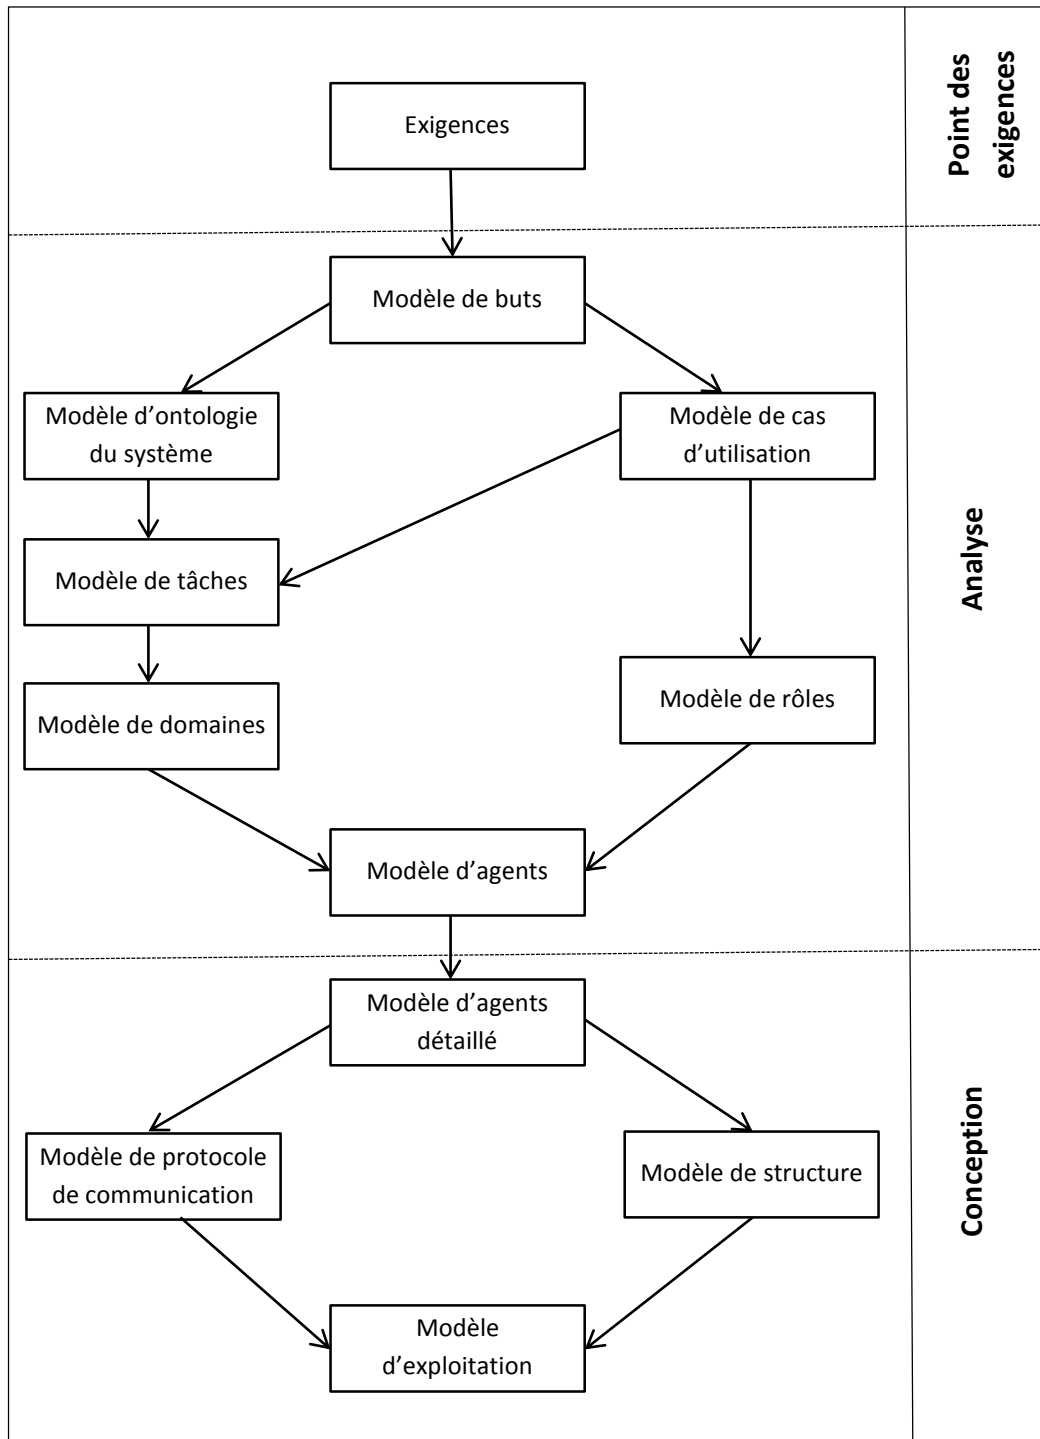 Exigences
Point des
exigences
Modèle de buts
Modèle d’ontologie
du système
Modèle de cas
d’utilisation
Modèle de tâches
Modèle de domaines
Modèle de rôles
Modèle d’agents
Analyse
Modèle d’agents
détaillé
Modèle de protocole
de communication
Modèle de structure
Modèle
d’exploitation
Conception